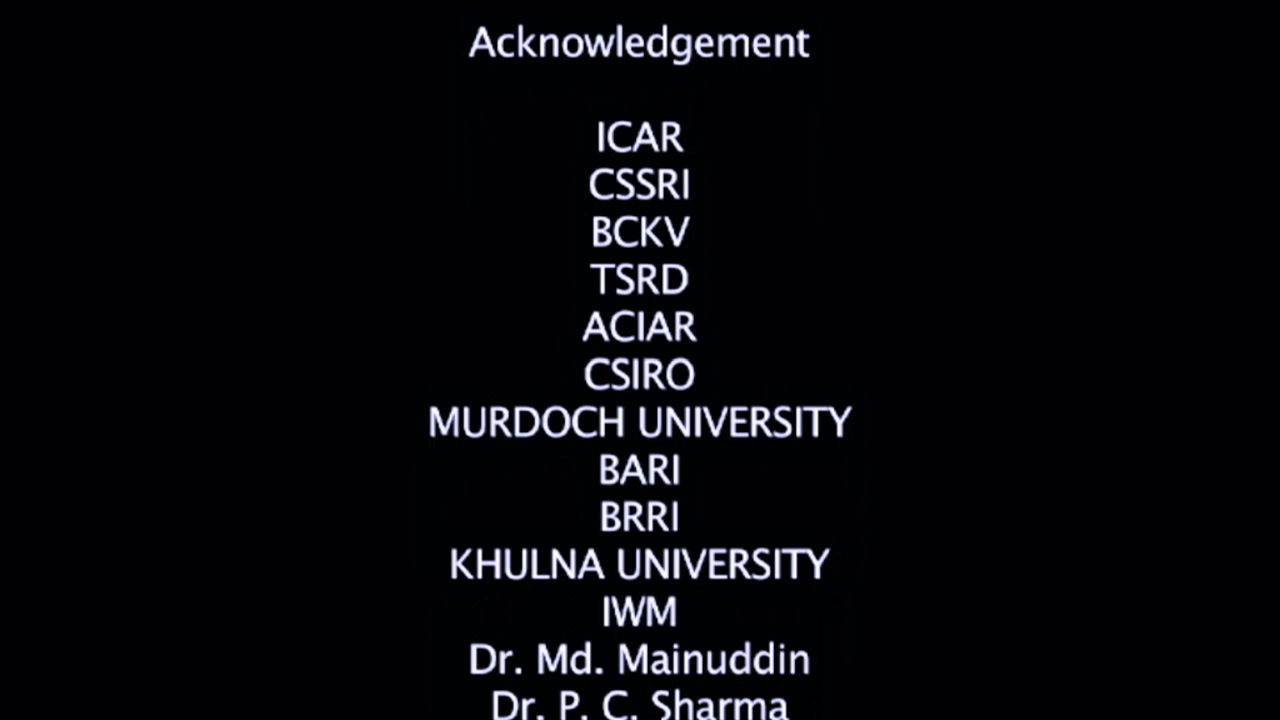 Acknowledgement
ICAR
CSSRI
BCKV
TSRD
ACIAR
CSIRO
MURDOCH UNIVERSITY
BARI
BRRI
KHULNA UNIVERSITY
IWM
Dr. Md. Mainuddin
Dr. P. C. Sharma